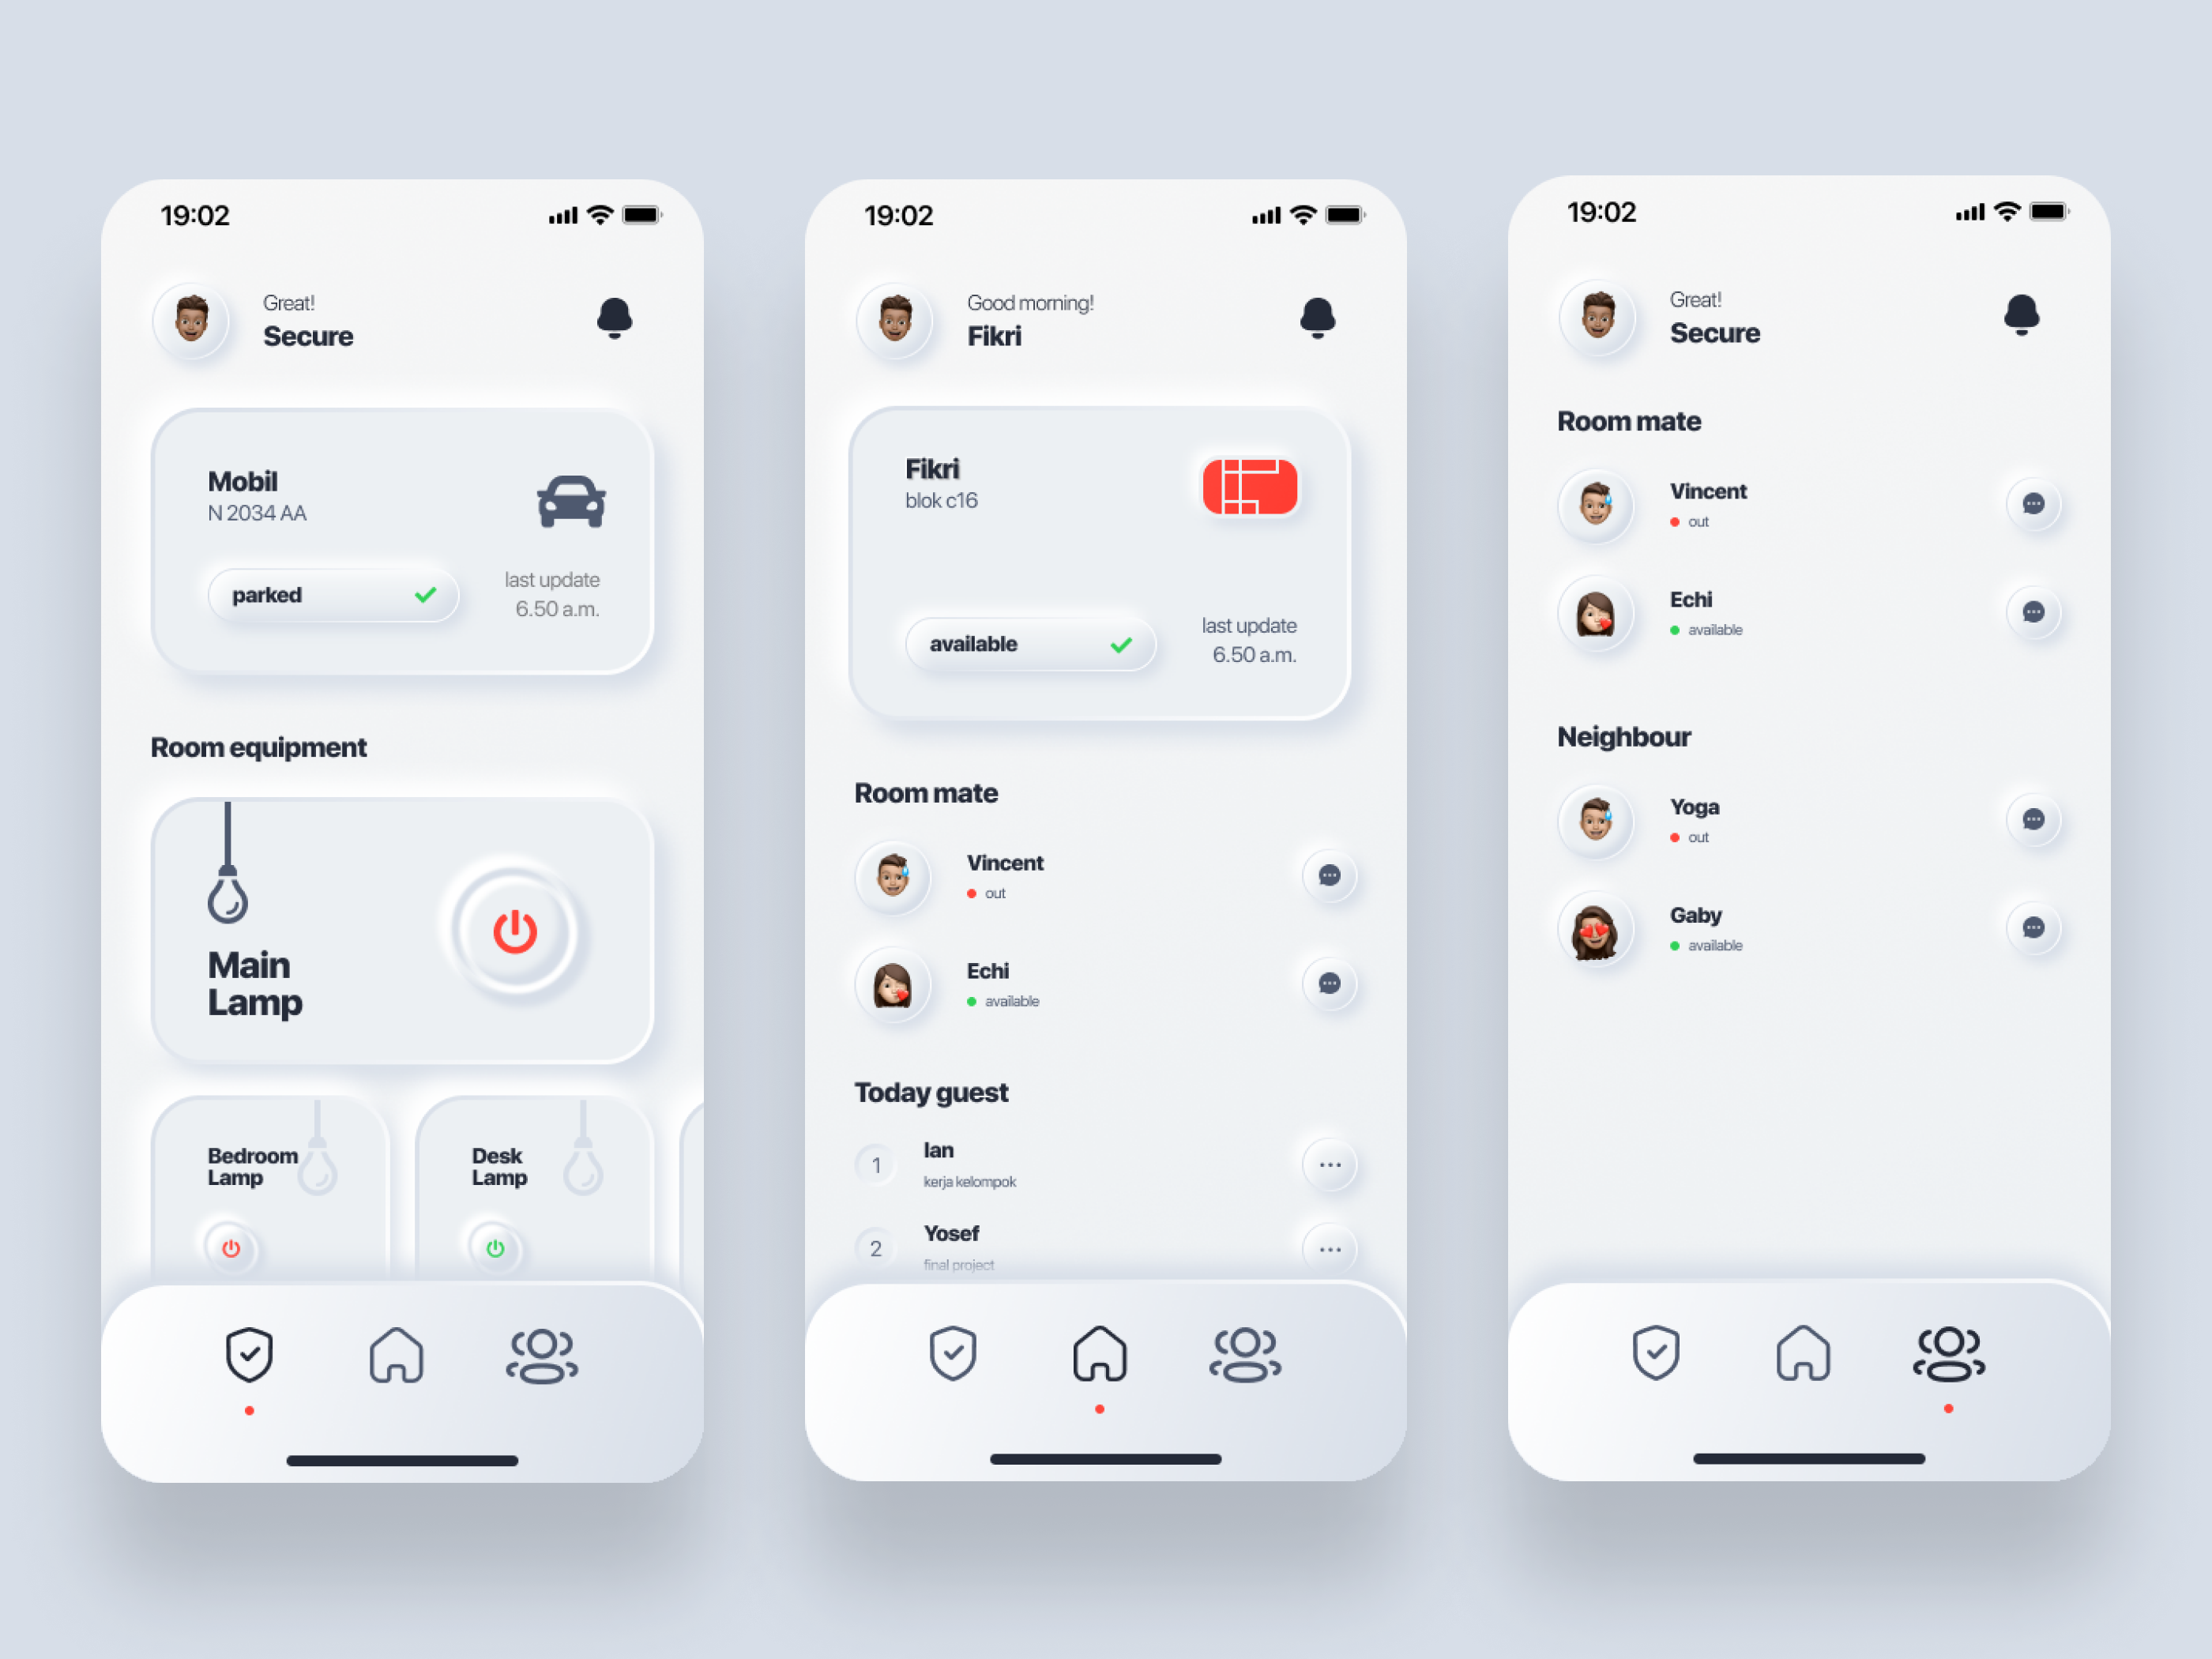 19:02
Great!
Secure
Mobil
N 2034 AA
parked
last update
6.50 a.m.
Room equipment
Main
Lamp
Bedroom
Lamp
Desk
Lamp
19:02
Good morning!
Fikri
Fikri
blok c16
available
last update
6.50 a.m.
Room mate
Vincent
out
Echi
available
Today guest
1
Ian
kerja kelompok
2
Yosef
final project
19:02
Great!
Secure
Room mate
Vincent
out
Echi
available
Neighbour
Yoga
out
Gaby
available